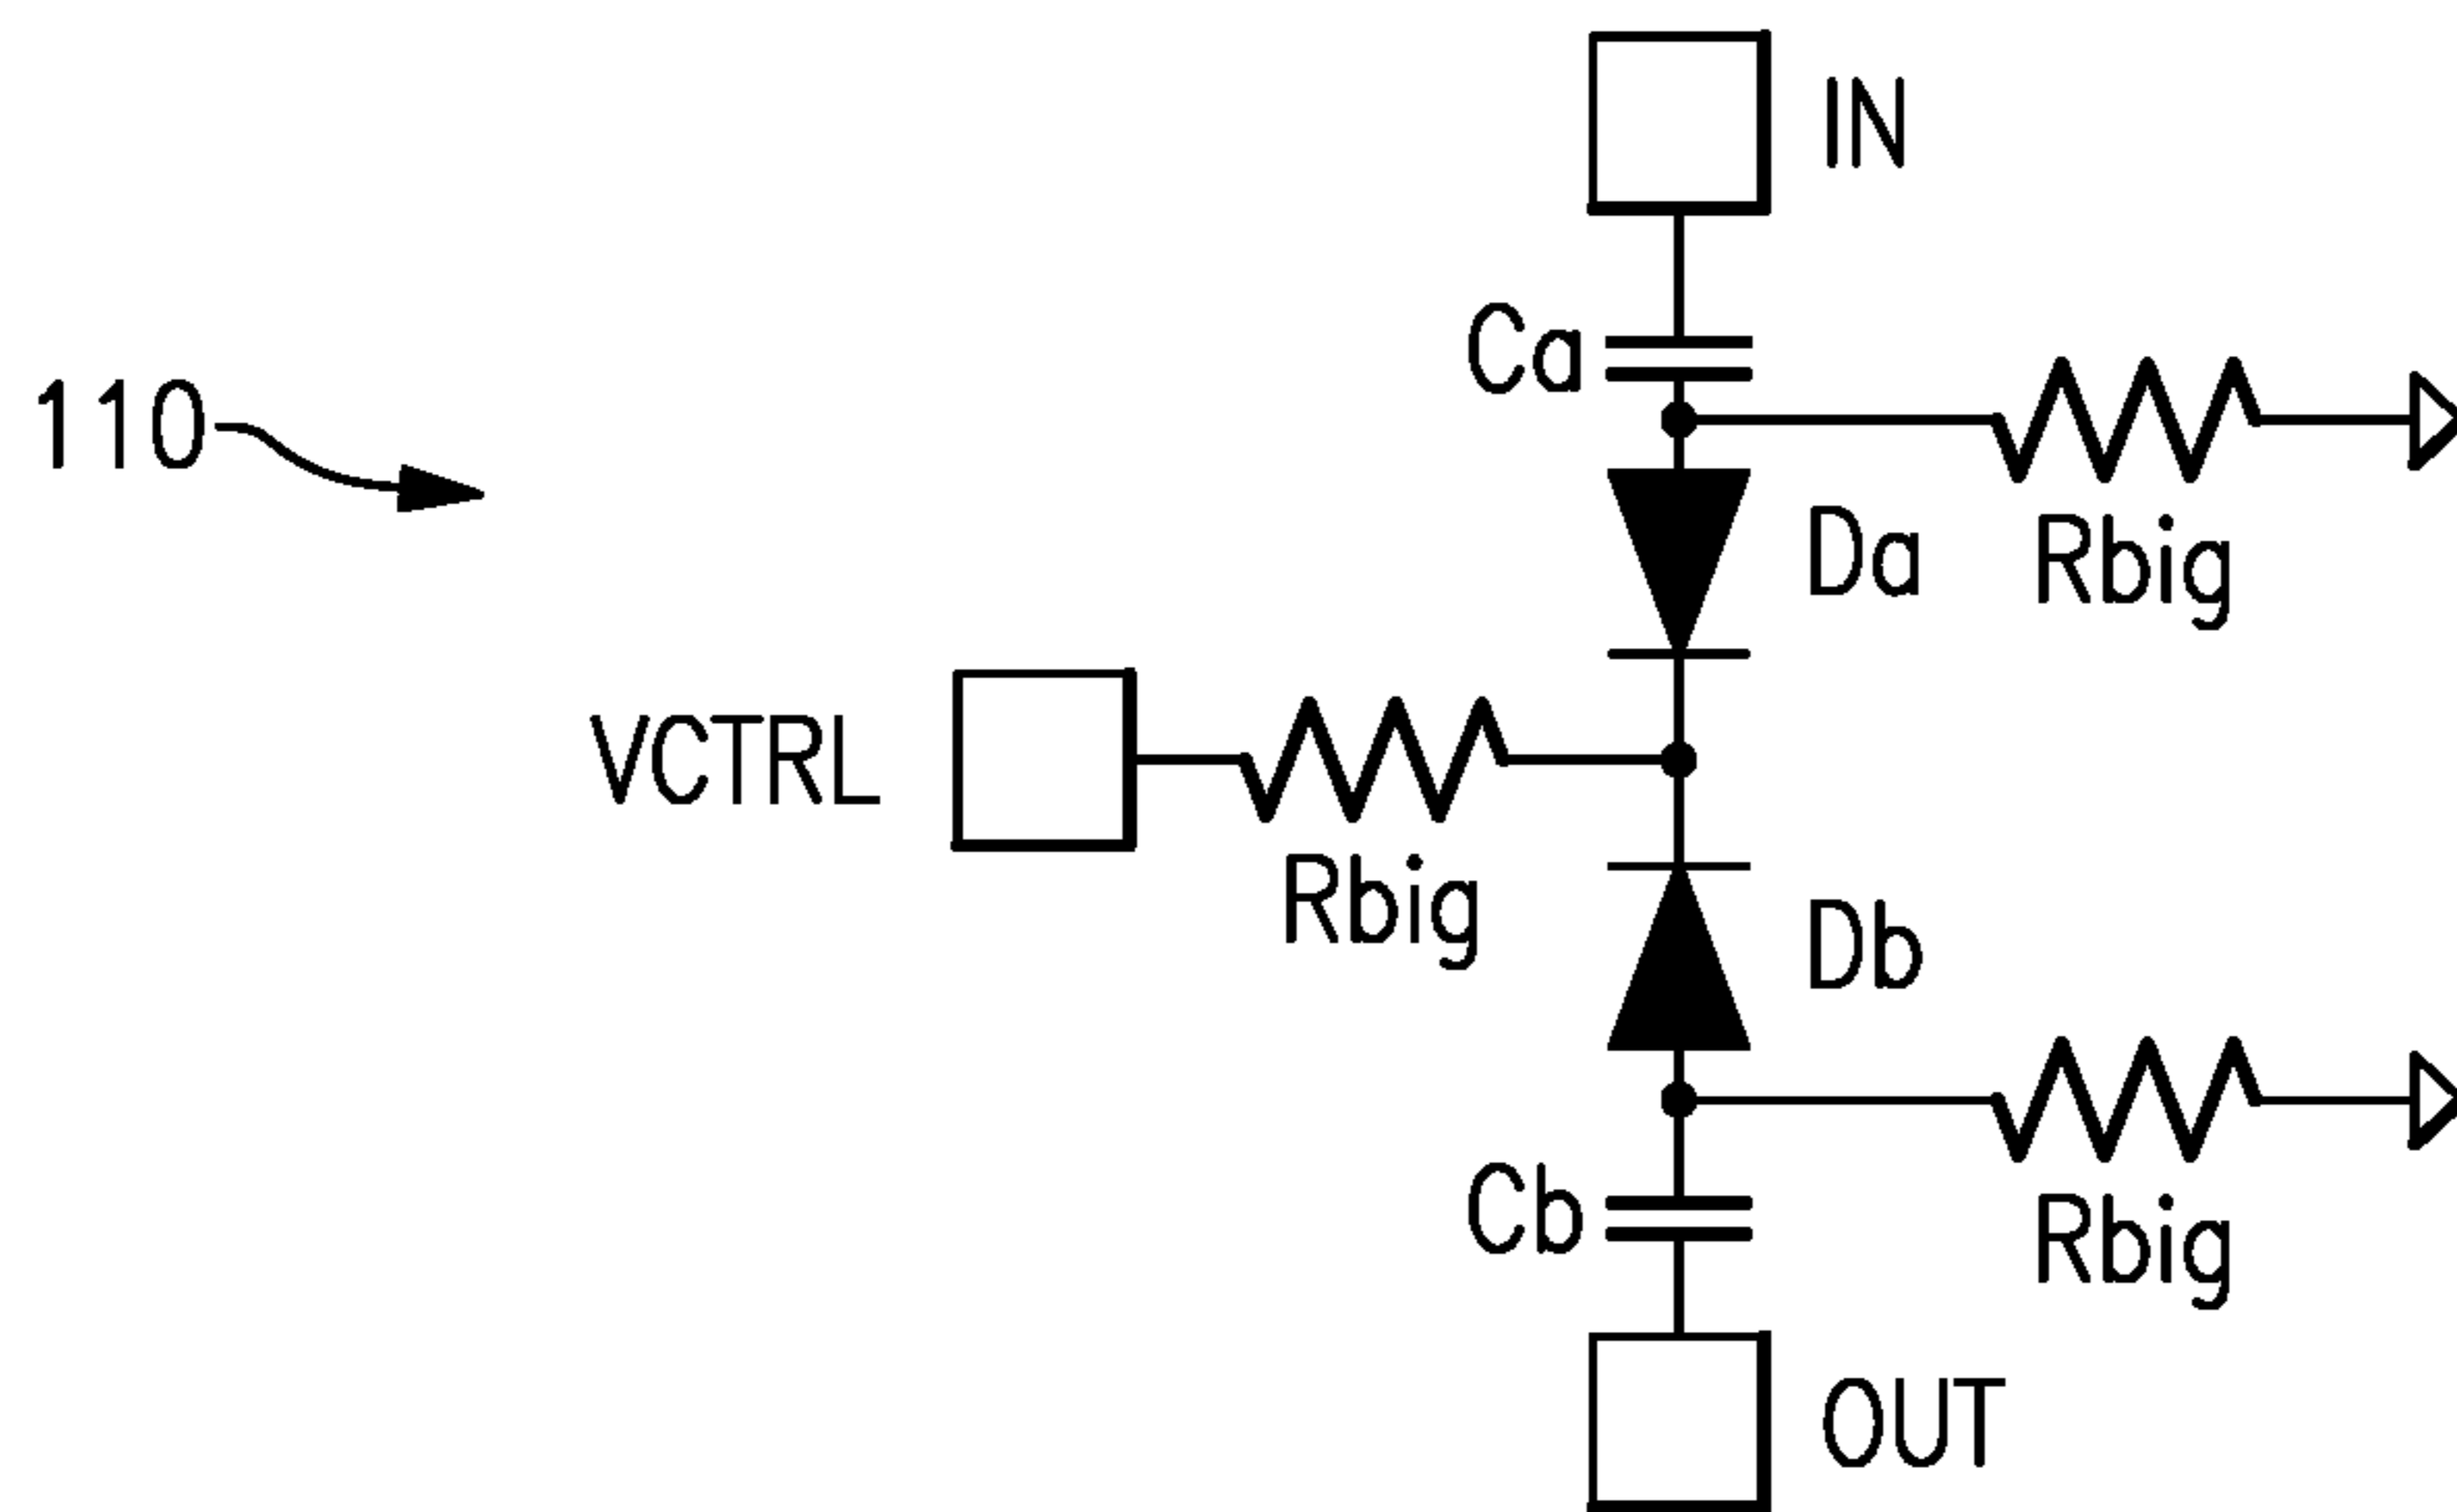 IN
Ca
110
Da
Rbig
VCTRL
Rbig
Db
Cb
Rbig
OUT